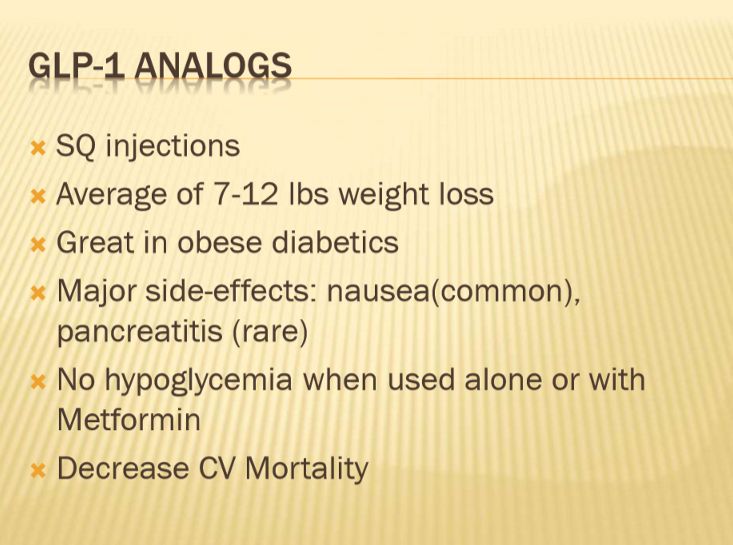 GLP-1 ANALOGS
SQ injections
Average of 7-12 lbs weight loss
Great in obese diabetics
Major side-effects: nausea(common),
pancreatitis (rare)
No hypoglycemia when used alone or with
Metformin
Decrease CV Mortality